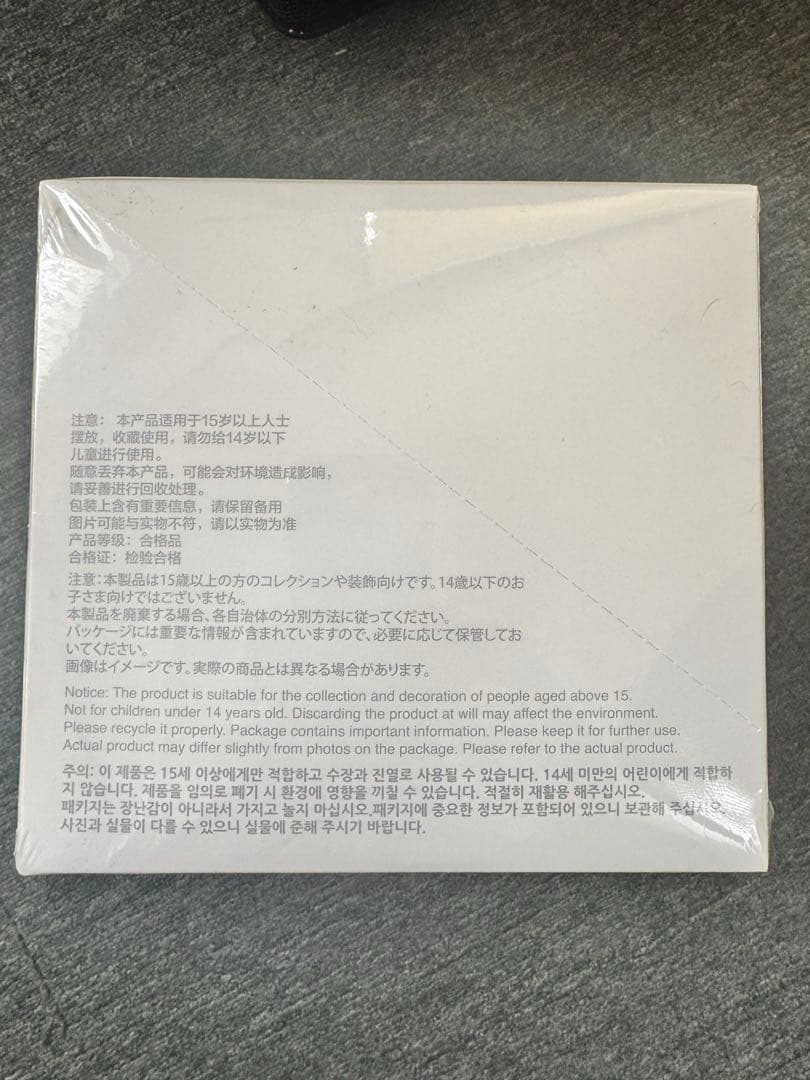 注意： 本产品适用于15岁以上人士
摆放，收藏使用，请勿给14岁以下
儿童进行使用。
随意丢弃本产品，可能会对环境造成影响，
请妥善进行回收处理。
包装上含有重要信息，请保留备用
图片可能与实物不符，请以实物为准
产品等级：合格品
合格证：检验合格
注意：本製品は15歳以上の方のコレクションや装飾向けです。14歳以下のお
子さま向けではございません。
本製品を廃棄する場合、各自治体の分別方法に従ってください。
パッケージには重要な情報が含まれていますので、必要に応じて保管してお
いてください。
画像はイメージです。実際の商品とは異なる場合があります。
Notice: The product is suitable for the collection and decoration of people aged above 15.
Not for children under 14 years old. Discarding the product at will may affect the environment.
Please recycle it properly. Package contains important information. Please keep it for further use.
Actual product may differ slightly from photos on the package. Please refer to the actual product.
주의: 이 제품은 15세 이상에게만 적합하고 수장과 진열로 사용될 수 있습니다. 14세 미만의 어린이에게 적합하
지 않습니다. 제품을 임의로 폐기 시 환경에 영향을 끼칠 수 있습니다. 적절히 재활용 해주십시오.
패키지는 장난감이 아니라서 가지고 놀지 마십시오.패키지에 중요한 정보가 포함되어 있으니 보관해 주십시오.
사진과 실물이 다를 수 있으니 실물에 준해 주시기 바랍니다.